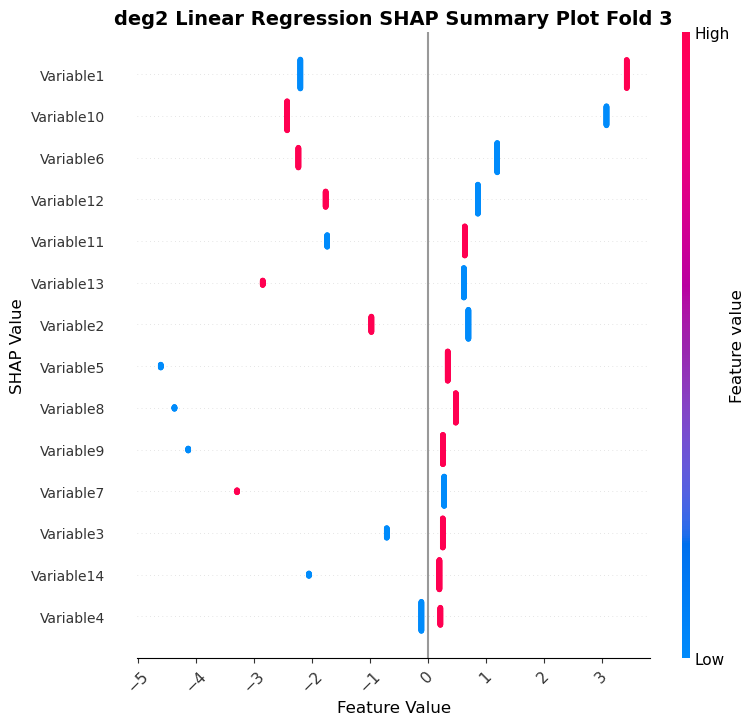 deg2 Linear Regression SHAP Summary Plot Fold 3
High
Variable1
Variable10
Variable6
Variable12
Variable11
Variable13
Variable2
Variable5
Variable8
Variable9
Variable7
Variable3
Variable14
Variable4
SHAP Value
Feature value
Low
−5 −4 −3 −2 −1 0 1 2 3
Feature Value